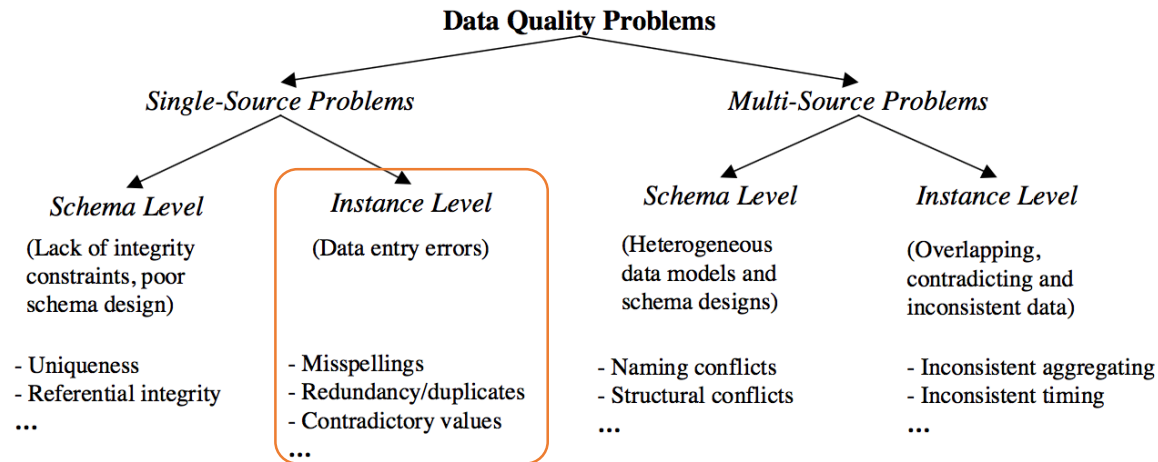 Data Quality Problems
Single-Source Problems
Multi-Source Problems
Schema Level
(Lack of integrity
constraints, poor
schema design)
- Uniqueness
- Referential integrity
...
Instance Level
(Data entry errors)
- Misspellings
- Redundancy/duplicates
- Contradictory values
...
Schema Level
(Heterogeneous
data models and
schema designs)
- Naming conflicts
- Structural conflicts
...
Instance Level
(Overlapping,
contradicting and
inconsistent data)
- Inconsistent aggregating
- Inconsistent timing
...